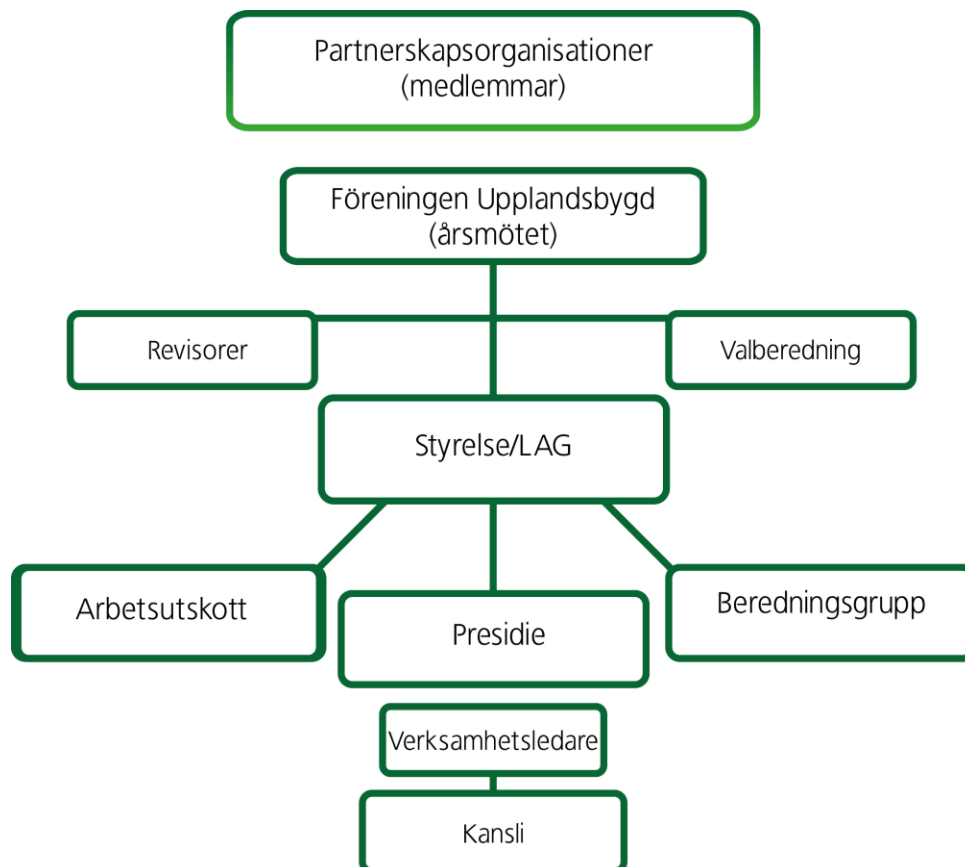 Partnerskapsorganisationer
(medlemmar)
Föreningen Upplandsbygd
(årsmötet)
Revisorer
Valberedning
Styrelse/LAG
Arbetsutskott
Presidie
Beredningsgrupp
Verksamhetsledare
Kansli